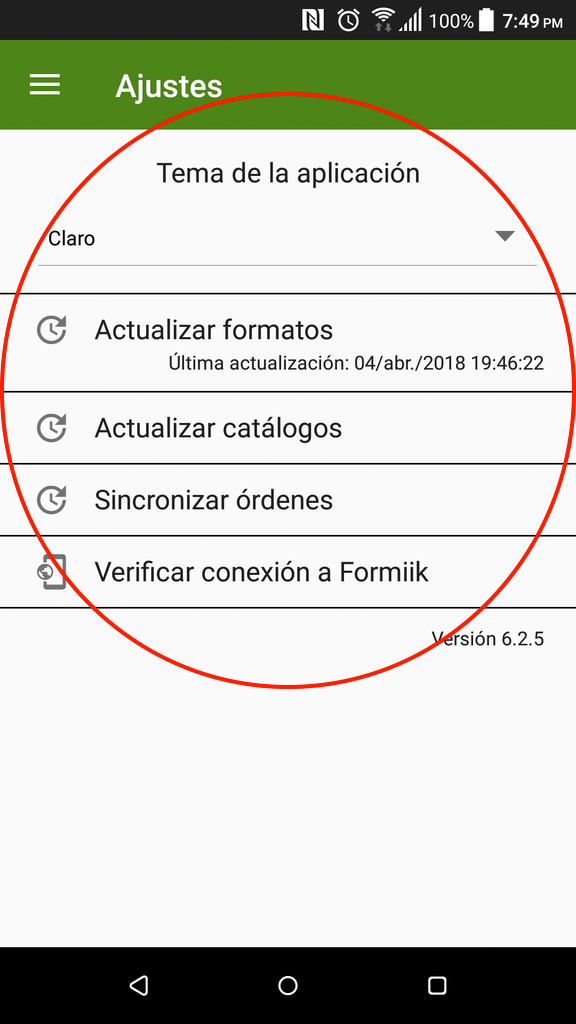 100% 7:49 PM
Ajustes
Tema de la aplicación
Claro
Actualizar formatos
Última actualización: 04/abr./2018 19:46:22
Actualizar catálogos
Sincronizar órdenes
Verificar conexión a Formiik
Versión 6.2.5